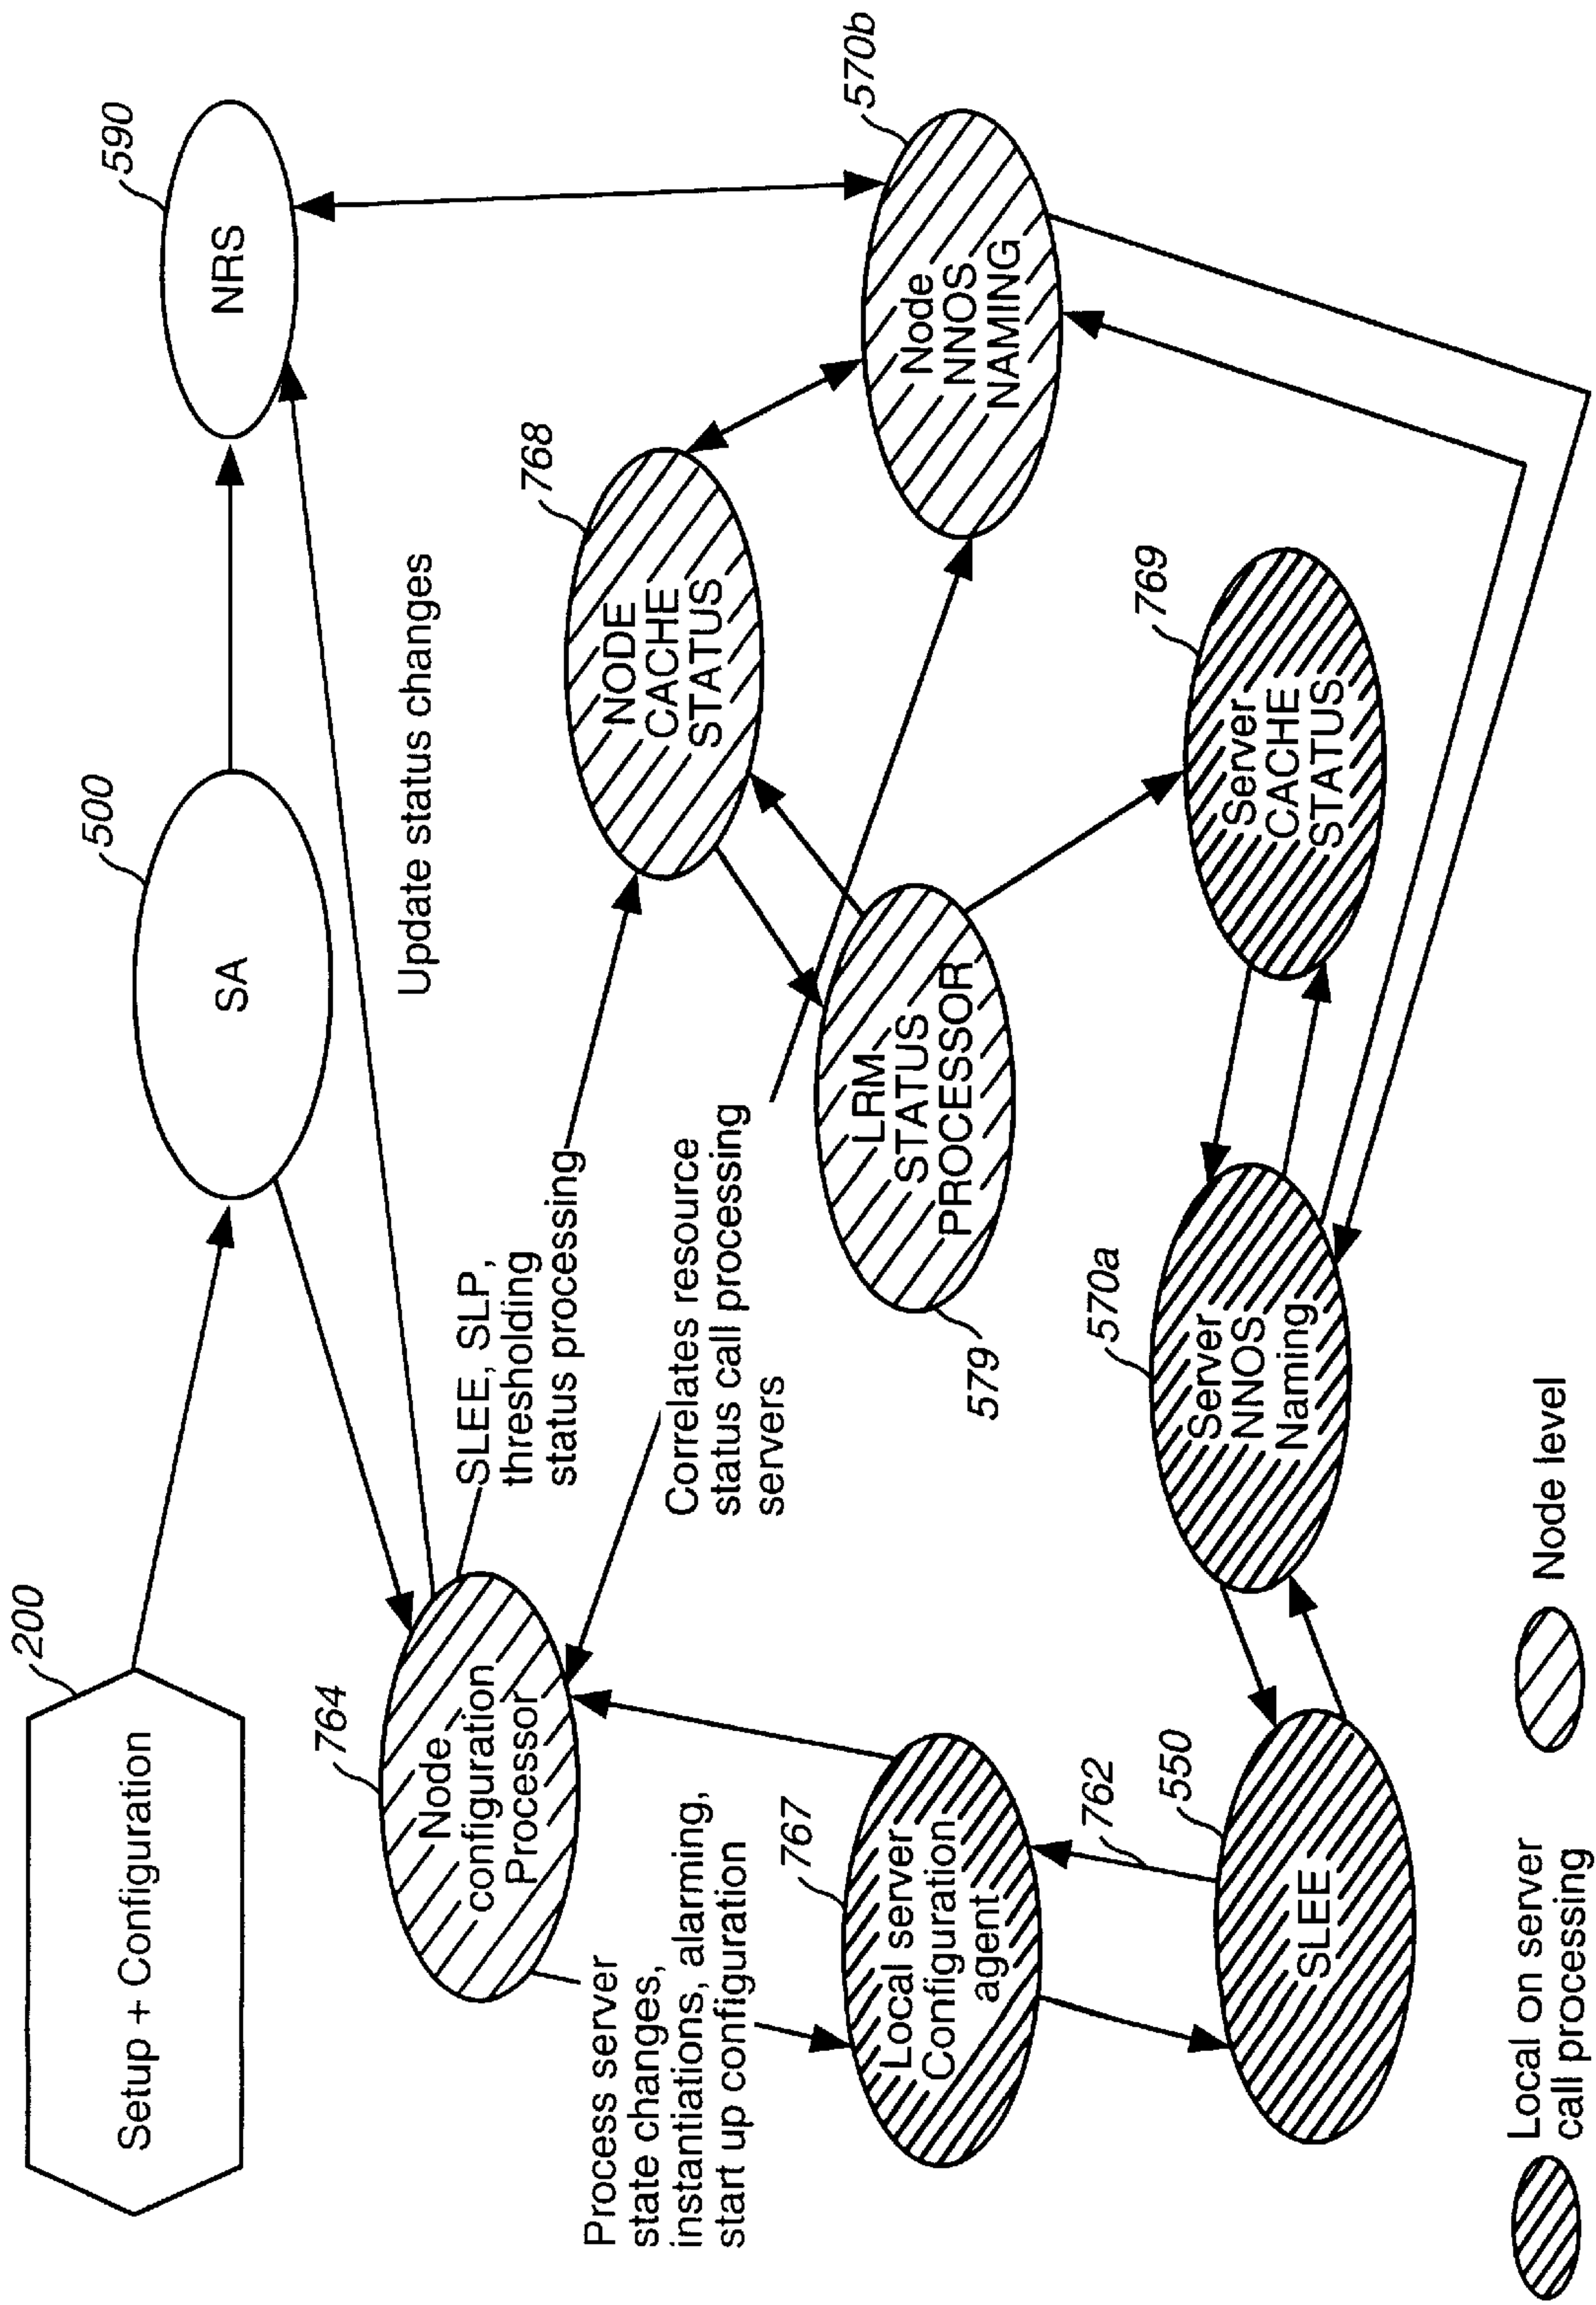 200
Setup + Configuration
500
SA
590
NRS
Update status changes
764
Node
configuration
Processor
SLEE, SLP,
thresholding
status processing
768
NODE
CACHE
STATUS
Correlates resource
status call processing
servers
Process server
state changes,
instantiations, alarming,
start up configuration
767
Local server
Configuration
agent
579
LRM
STATUS
PROCESSOR
570b
Node
NNOS
NAMING
769
Server
CACHE
STATUS
570a
Server
NNOS
Naming
762
550
SLEE
Local on server
call processing
Node level